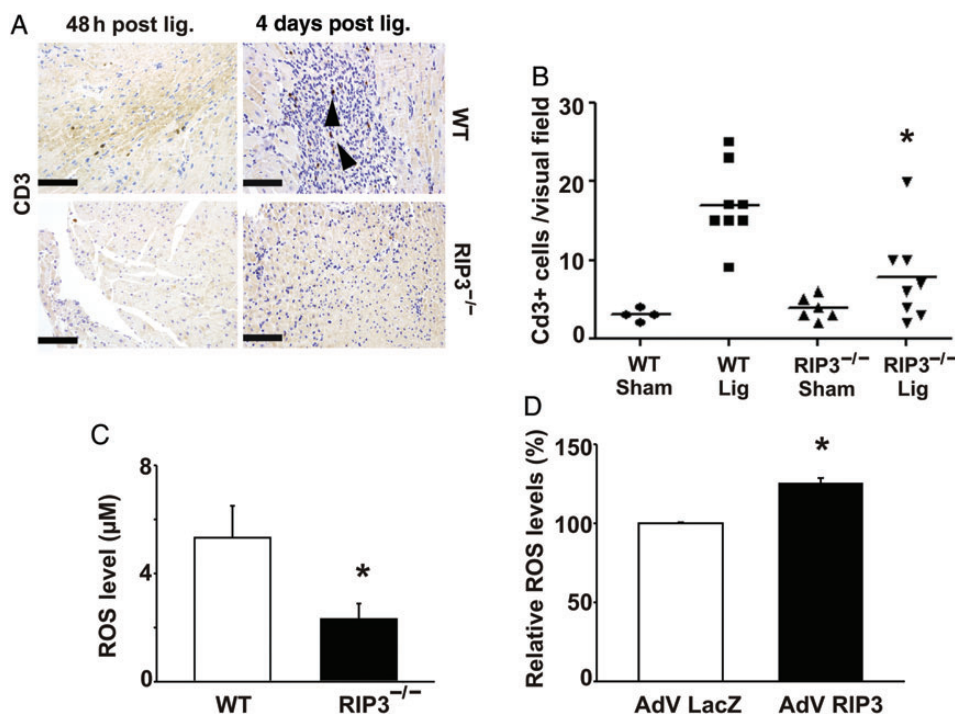 A
48h post lig.
4 days post lig.
CD3
WT
RIP3−/−
B
Cd3+ cells /visual field
30
20
10
0
*
WT Sham
WT Lig
RIP3−/− Sham
RIP3−/− Lig
C
ROS level (µM)
8
4
0
*
WT
RIP3−/−
D
Relative ROS levels (%)
150
100
50
0
*
AdV LacZ
AdV RIP3